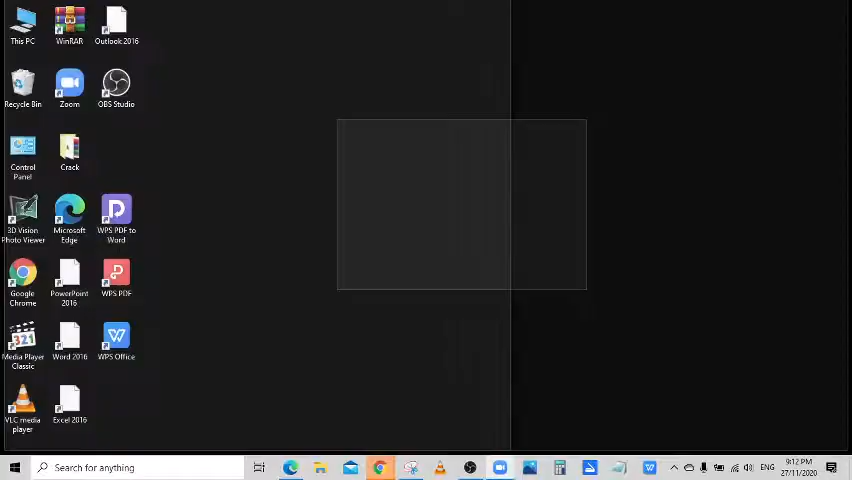 This PC
WinRAR
Outlook 2016
Recycle Bin
Zoom
OBS Studio
Control
Panel
Crack
3D Vision
Photo Viewer
Microsoft
Edge
WPS PDF to
Word
Google
Chrome
PowerPoint
2016
WPS PDF
Media Player
Classic
Word 2016
WPS Office
VLC media
player
Excel 2016
Search for anything
ENG
9:12 PM
27/11/2020